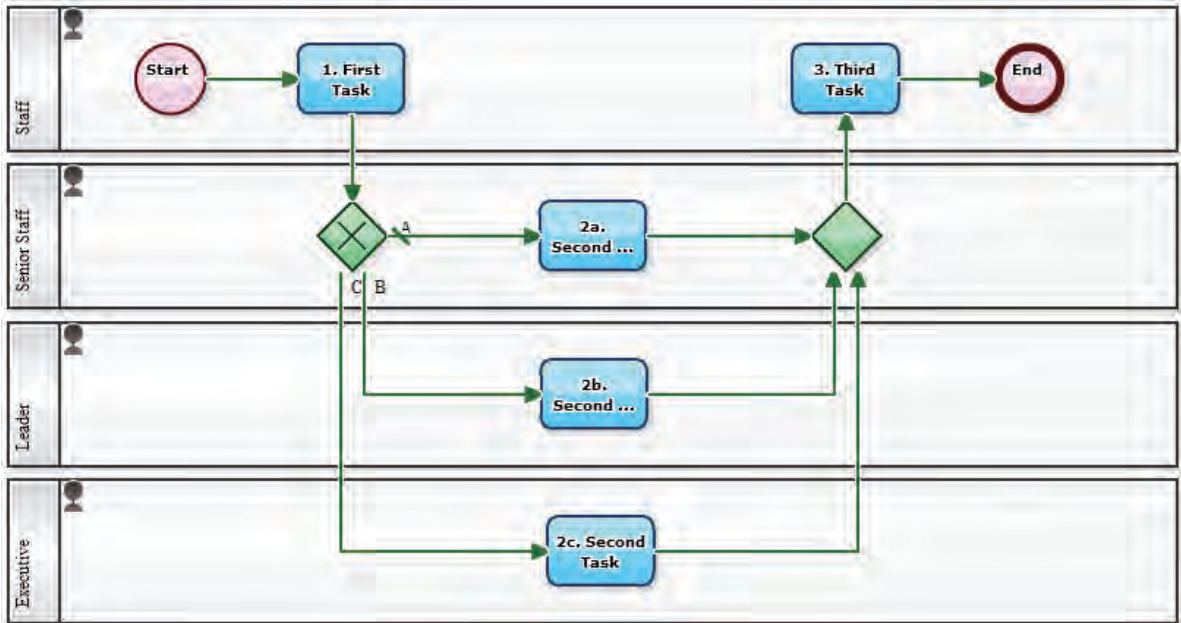 Staff
Start
1. First
Task
3. Third
Task
End
Senior Staff
A
2a.
Second ...
C
B
Leader
2b.
Second ...
Executive
2c. Second
Task